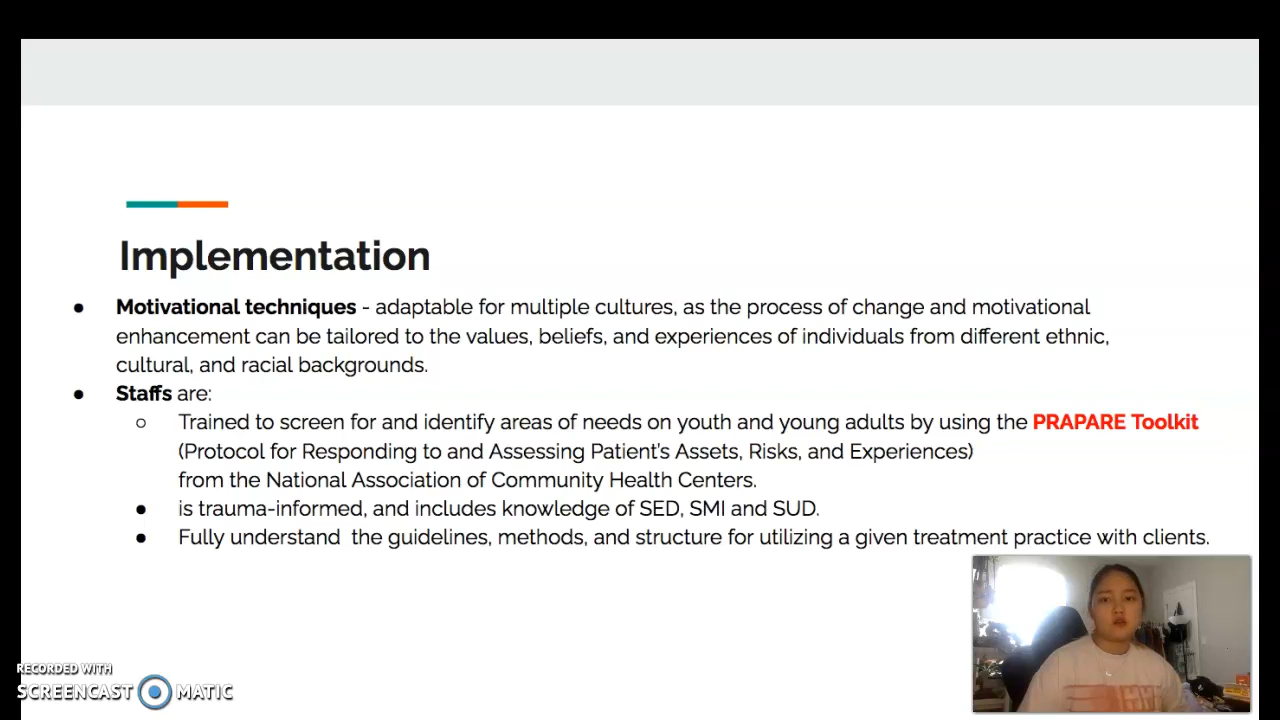 Implementation
● Motivational techniques - adaptable for multiple cultures, as the process of change and motivational
enhancement can be tailored to the values, beliefs, and experiences of individuals from different ethnic,
cultural, and racial backgrounds.
● Staffs are:
○ Trained to screen for and identify areas of needs on youth and young adults by using the PRAPARE Toolkit
(Protocol for Responding to and Assessing Patient's Assets, Risks, and Experiences)
from the National Association of Community Health Centers.
● is trauma-informed, and includes knowledge of SED, SMI and SUD.
● Fully understand the guidelines, methods, and structure for utilizing a given treatment practice with clients.
RECORDED WITH
SCREENCAST MATIC